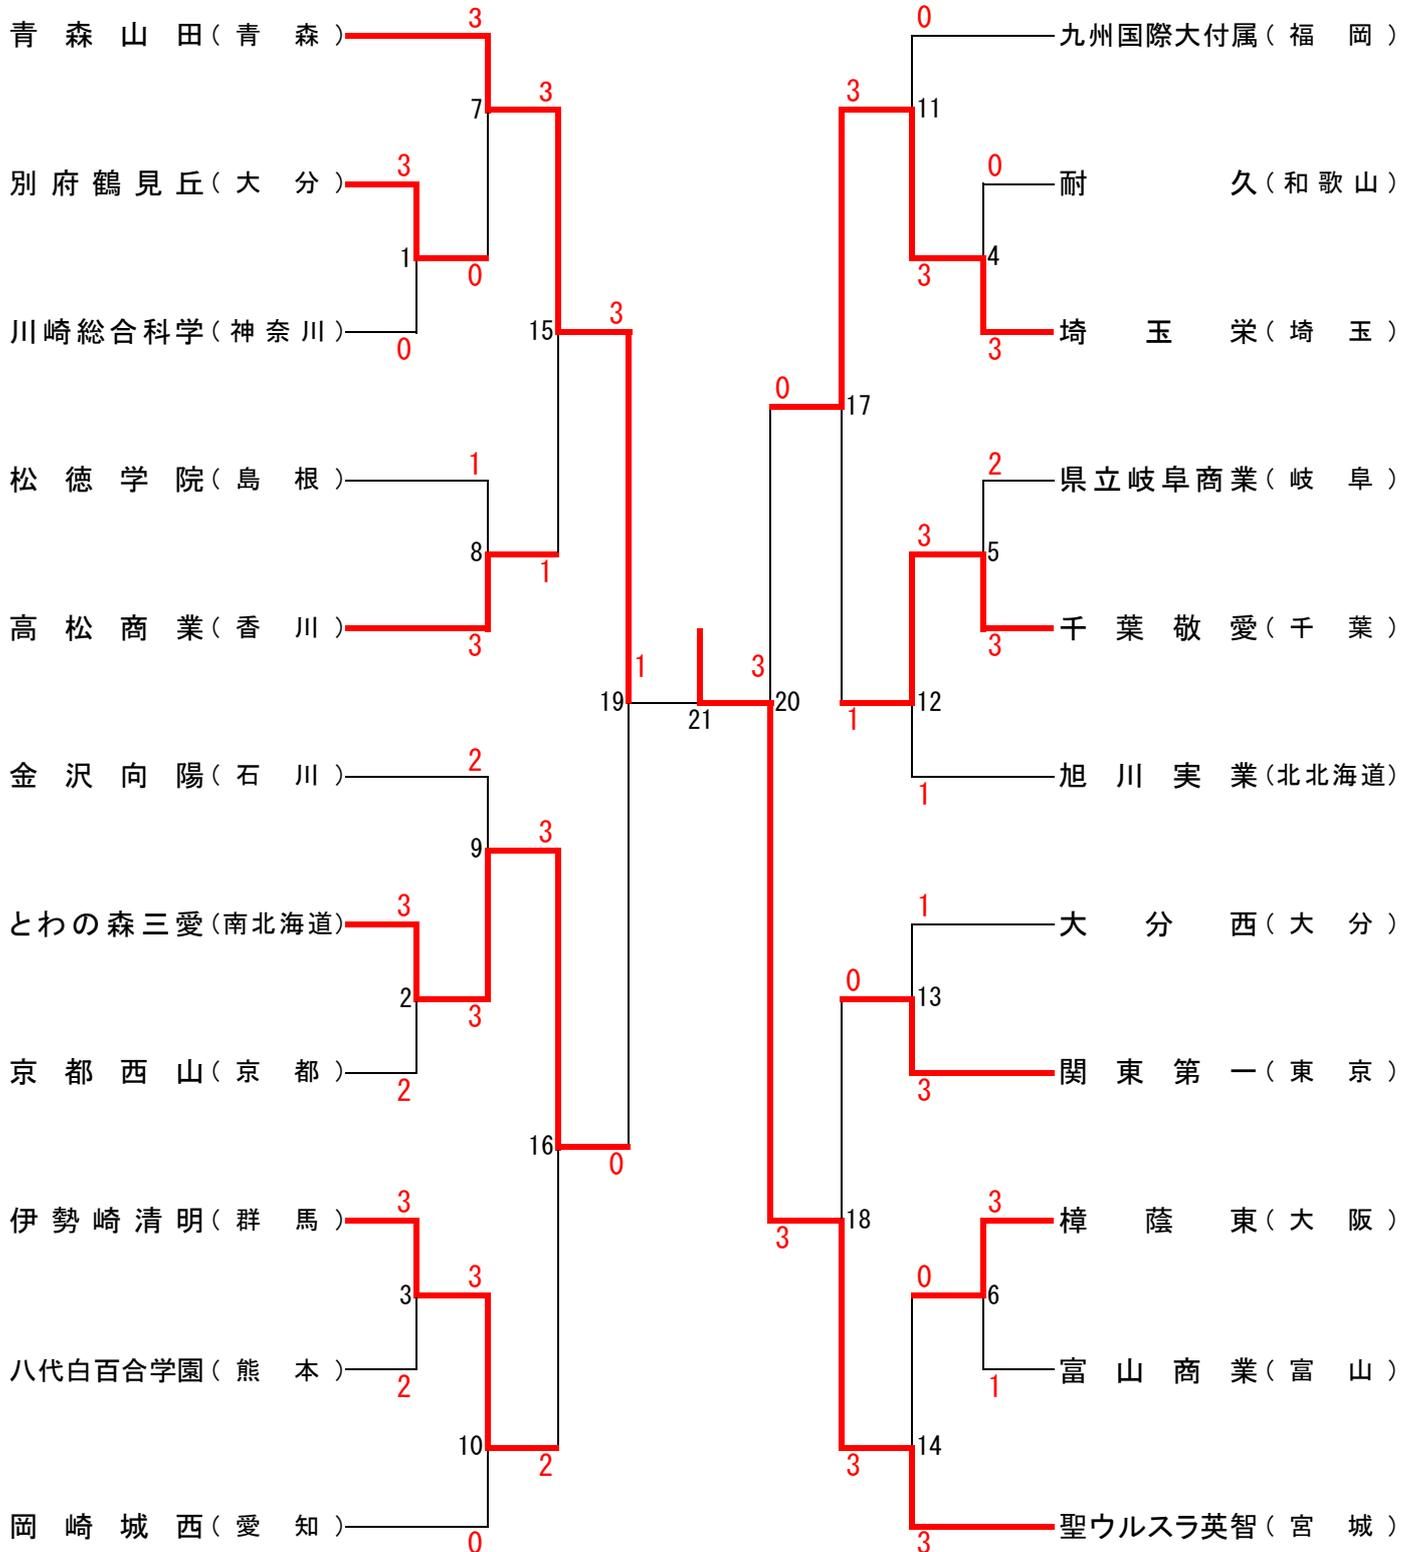 青森山田(青森)
3
0
九州国際大付属(福岡)
7
3
3
11
別府鶴見丘(大分)
3
0
耐久(和歌山)
1
0
3
4
川崎総合科学(神奈川)
0
15
3
3
埼玉栄(埼玉)
0
17
松徳学院(島根)
1
2
県立岐阜商業(岐阜)
8
1
3
5
高松商業(香川)
3
3
千葉敬愛(千葉)
1
3
19
21
20
1
12
金沢向陽(石川)
2
1
旭川実業(北北海道)
9
3
とわの森三愛(南北海道)
3
1
大分西(大分)
2
3
0
13
京都西山(京都)
2
3
関東第一(東京)
16
0
伊勢崎清明(群馬)
3
3
18
3
樟蔭東(大阪)
3
3
0
6
八代白百合学園(熊本)
2
1
富山商業(富山)
10
2
3
14
岡崎城西(愛知)
0
3
聖ウルスラ英智(宮城)